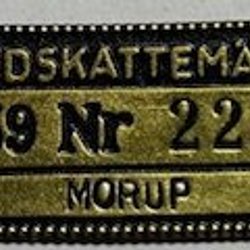 DSKATTEMÄ
9 Nr 22
MORUP